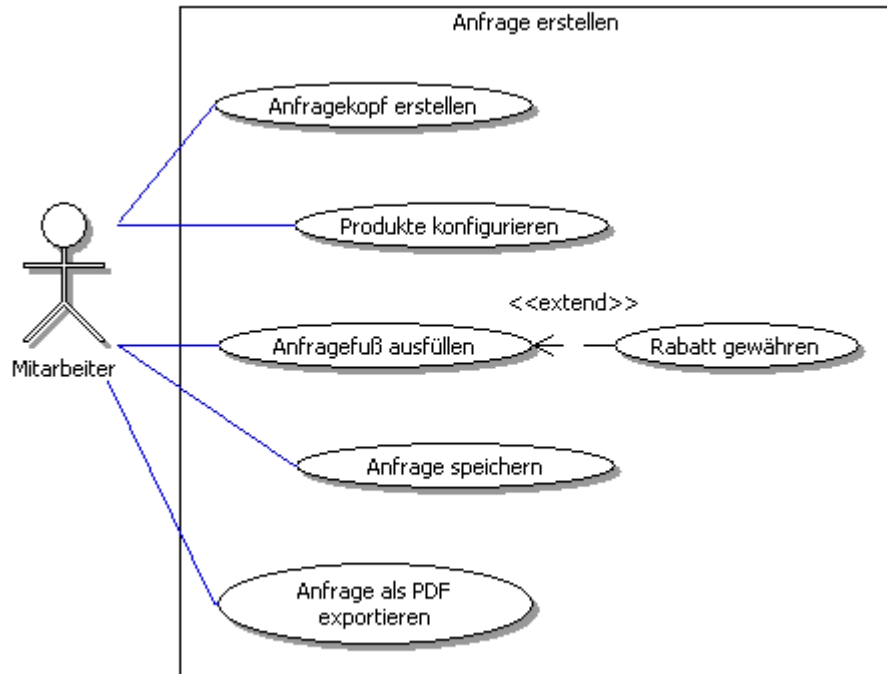 Anfrage erstellen
Anfragekopf erstellen
Produkte konfigurieren
<<extend>>
Anfragefuß ausfüllen
Rabatt gewähren
Mitarbeiter
Anfrage speichern
Anfrage als PDF
exportieren